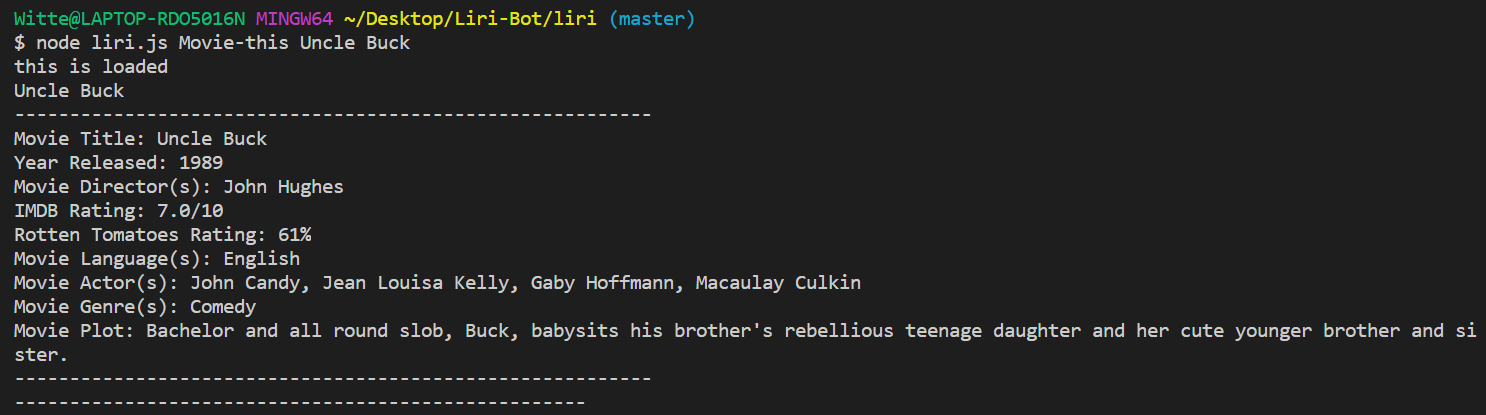 Witte@LAPTOP-RDO5016N MINGW64 ~/Desktop/Liri-Bot/liri (master)
$ node liri.js Movie-this Uncle Buck
this is loaded
Uncle Buck
----------------------------------------------------------
Movie Title: Uncle Buck
Year Released: 1989
Movie Director(s): John Hughes
IMDB Rating: 7.0/10
Rotten Tomatoes Rating: 61%
Movie Language(s): English
Movie Actor(s): John Candy, Jean Louisa Kelly, Gaby Hoffmann, Macaulay Culkin
Movie Genre(s): Comedy
Movie Plot: Bachelor and all round slob, Buck, babysits his brother's rebellious teenage daughter and her cute younger brother and si
ster.
----------------------------------------------------------
----------------------------------------------------